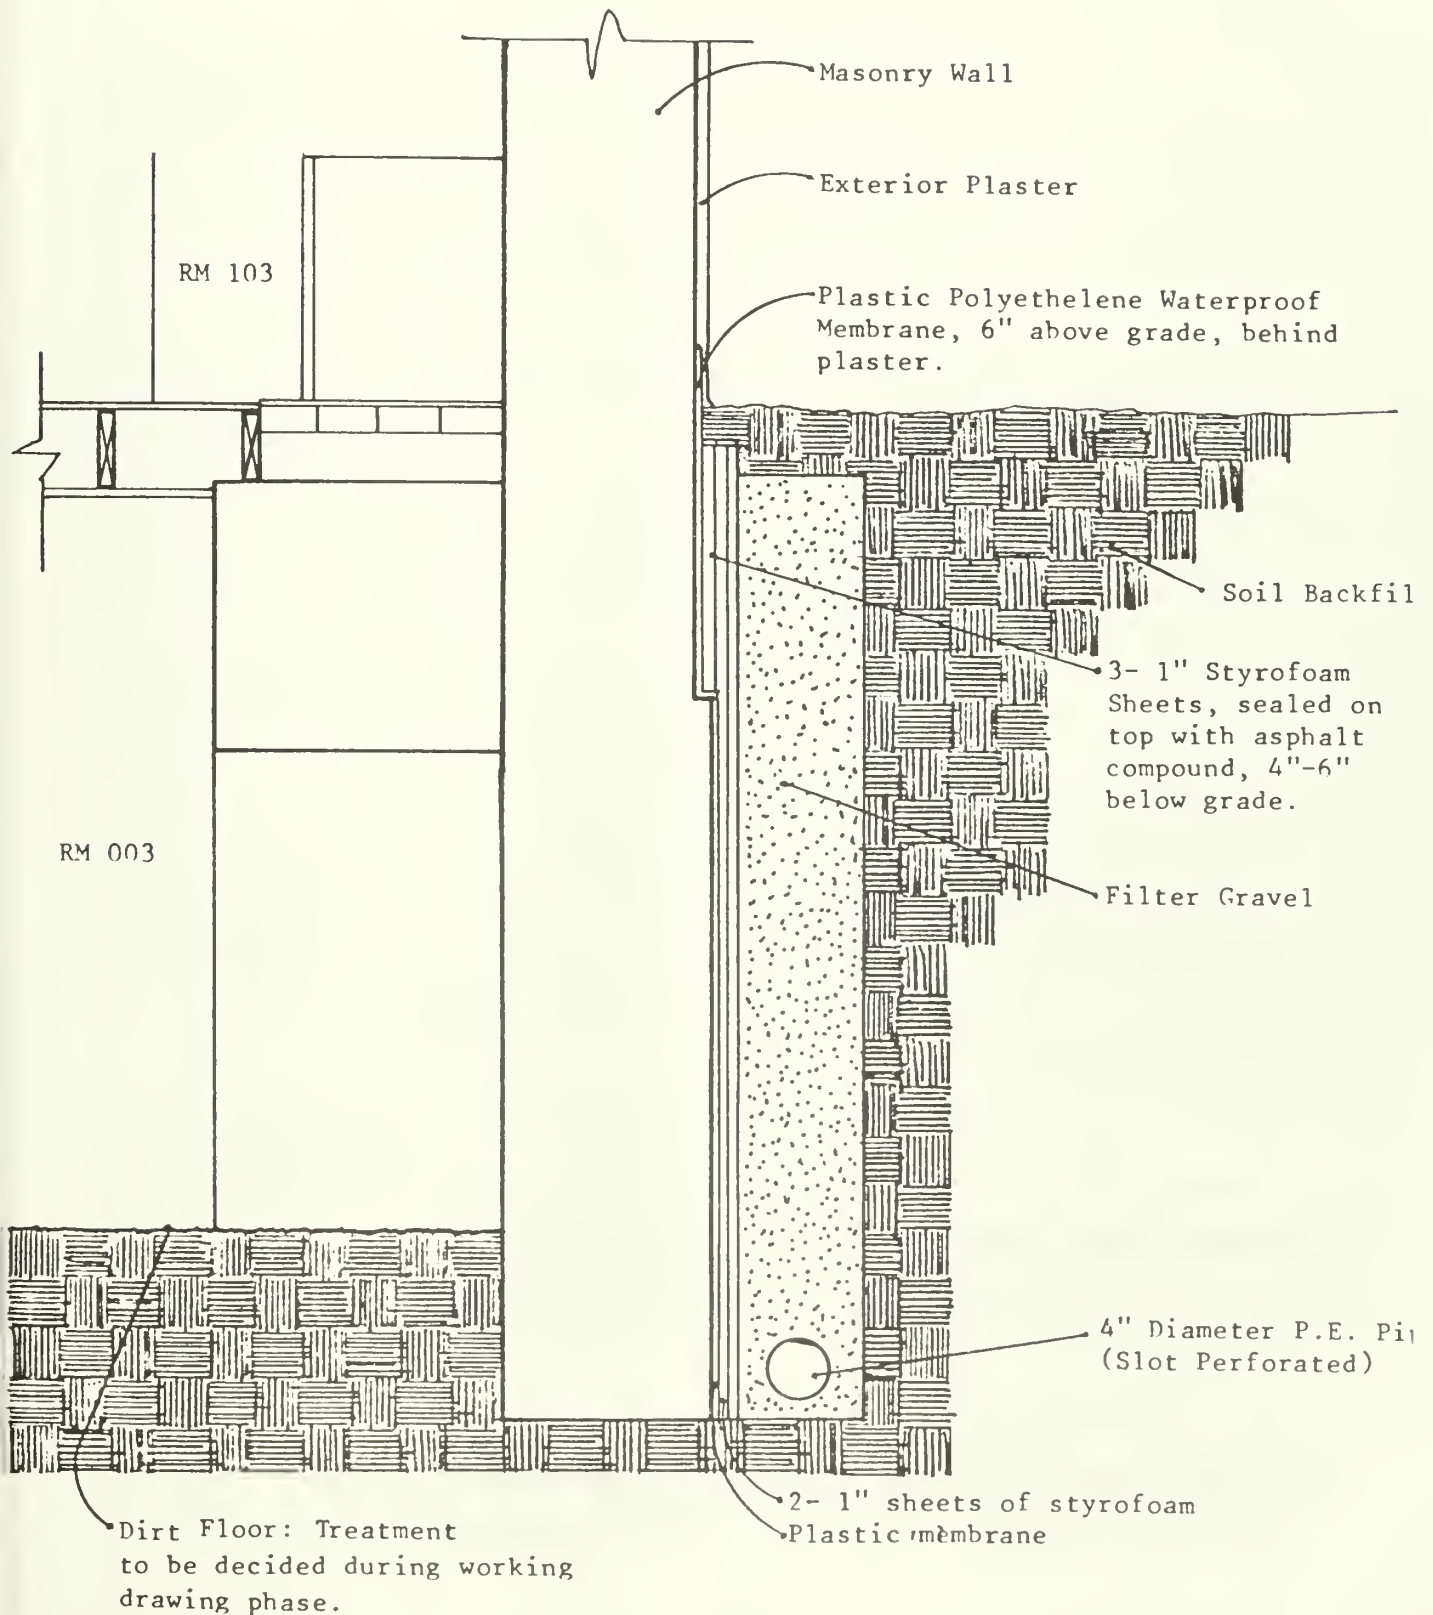 Masonry Wall
Exterior Plaster
RM 103
Plastic Polyethelene Waterproof
Membrane, 6" above grade, behind
plaster.
Soil Backfil
3- 1" Styrofoam
Sheets, sealed on
top with asphalt
compound, 4"-6"
below grade.
RM 003
Filter Gravel
4" Diameter P.E.
(Slot Perforated)
2- 1" sheets of styrofoam
Plastic membrane
Dirt Floor: Treatment
to be decided during working
drawing phase.